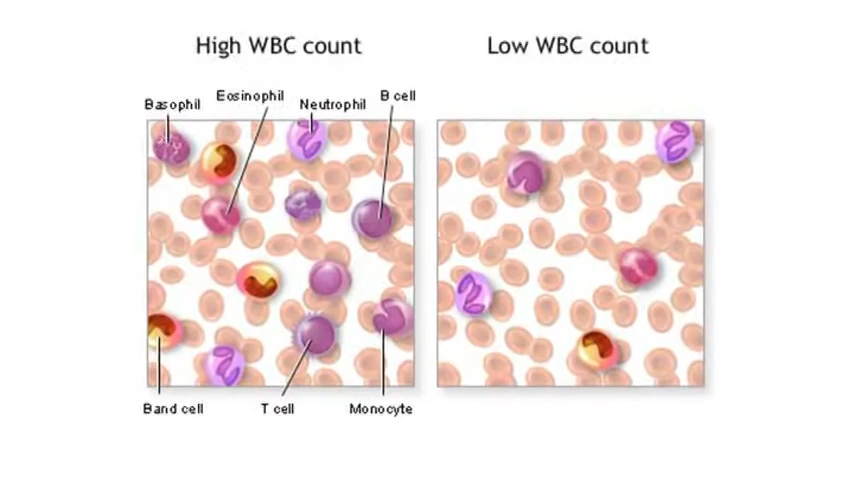 High WBC count
Low WBC count
Basophil
Eosinophil
Neutrophil
B cell
Band cell
T cell
Monocyte